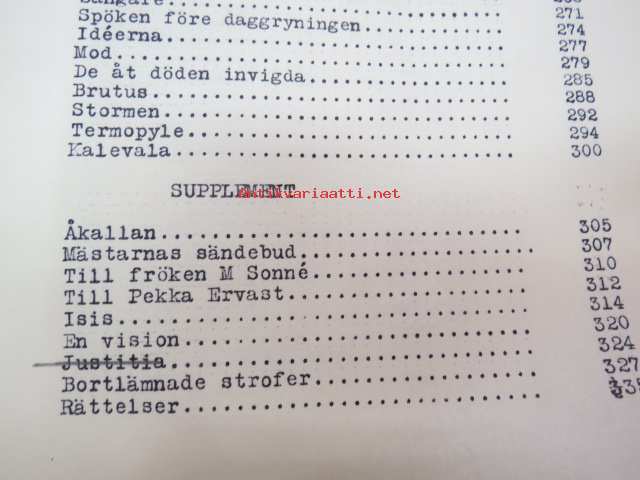 Sångare 271
Spöken före daggryningen 274
Idéerna 277
Mod 279
De åt döden invigda 285
Brutus 288
Stormen 292
Termopyle 294
Kalevala 300
SUPPLEMENT
antikvariaatti.net
Åkallan 305
Mästarnas sändebud 307
Till fröken M Sonné 310
Till Pekka Ervast 312
Isis 314
En vision 320
Justitia 324
Bortlämnade strofer 327
Rättelser